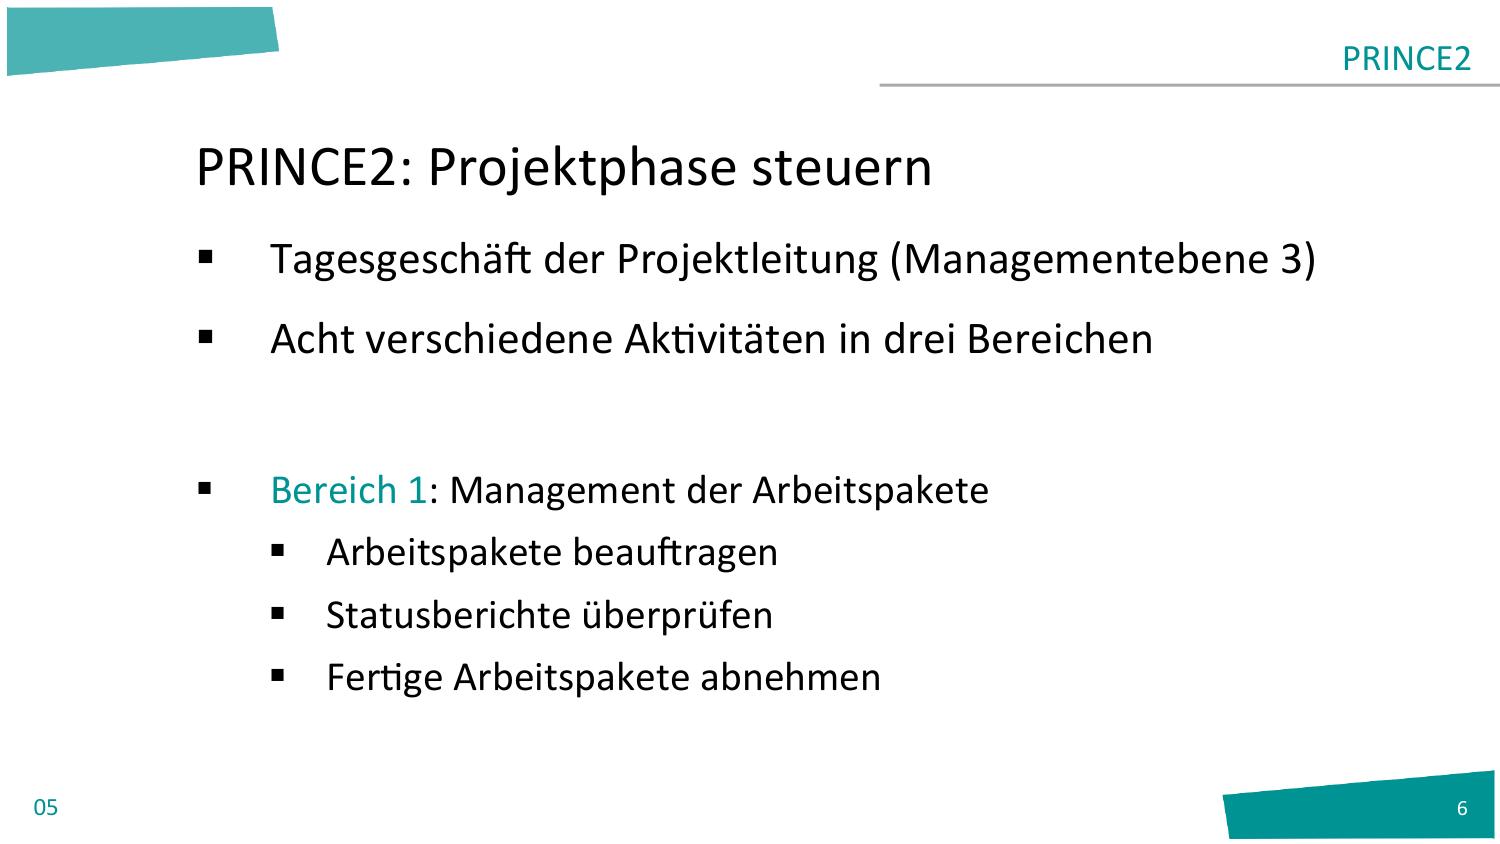 PRINCE2
PRINCE2: Projektphase steuern
▪ Tagesgeschäft der Projektleitung (Managementebene 3)
▪ Acht verschiedene Aktivitäten in drei Bereichen
▪ Bereich 1: Management der Arbeitspakete
▪ Arbeitspakete beauftragen
▪ Statusberichte überprüfen
▪ Fertige Arbeitspakete abnehmen
05
6